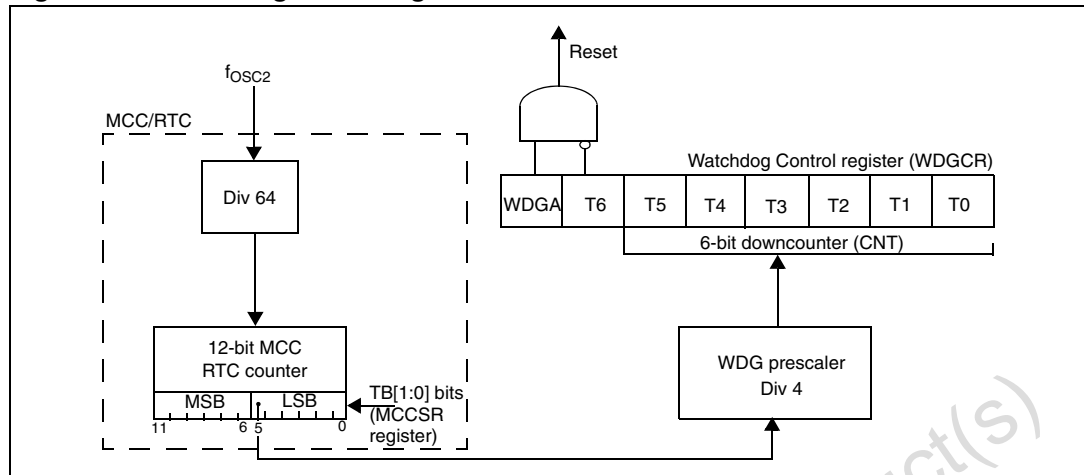 Reset
fOSC2
MCC/RTC
Div 64
Watchdog Control register (WDGCR)
WDGA T6 T5 T4 T3 T2 T1 T0
6-bit downcounter (CNT)
12-bit MCC
RTC counter
MSB LSB
11 6 5 0
TB[1:0] bits
(MCCSR
register)
WDG prescaler
Div 4